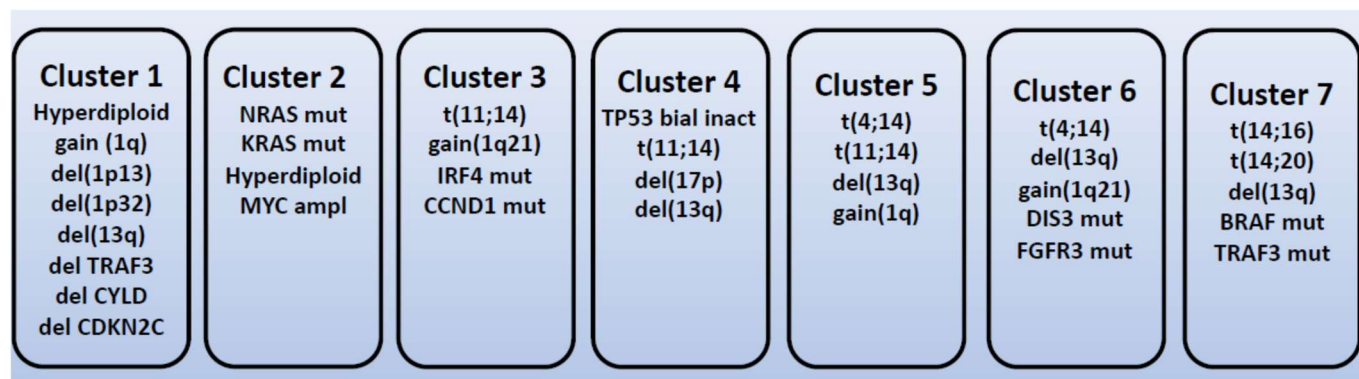 Cluster 1
Hyperdiploid
gain (1q)
del(1p13)
del(1p32)
del(13q)
del TRAF3
del CYLD
del CDKN2C
Cluster 2
NRAS mut
KRAS mut
Hyperdiploid
MYC ampl
Cluster 3
t(11;14)
gain(1q21)
IRF4 mut
CCND1 mut
Cluster 4
TP53 bial inact
t(11;14)
del(17p)
del(13q)
Cluster 5
t(4;14)
t(11;14)
del(13q)
gain(1q)
Cluster 6
t(4;14)
del(13q)
gain(1q21)
DIS3 mut
FGFR3 mut
Cluster 7
t(14;16)
t(14;20)
del(13q)
BRAF mut
TRAF3 mut